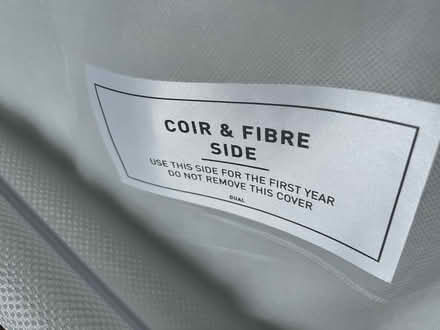 COIR & FIBRE
SIDE
USE THIS SIDE FOR THE FIRST YEAR
DO NOT REMOVE THIS COVER
DUAL